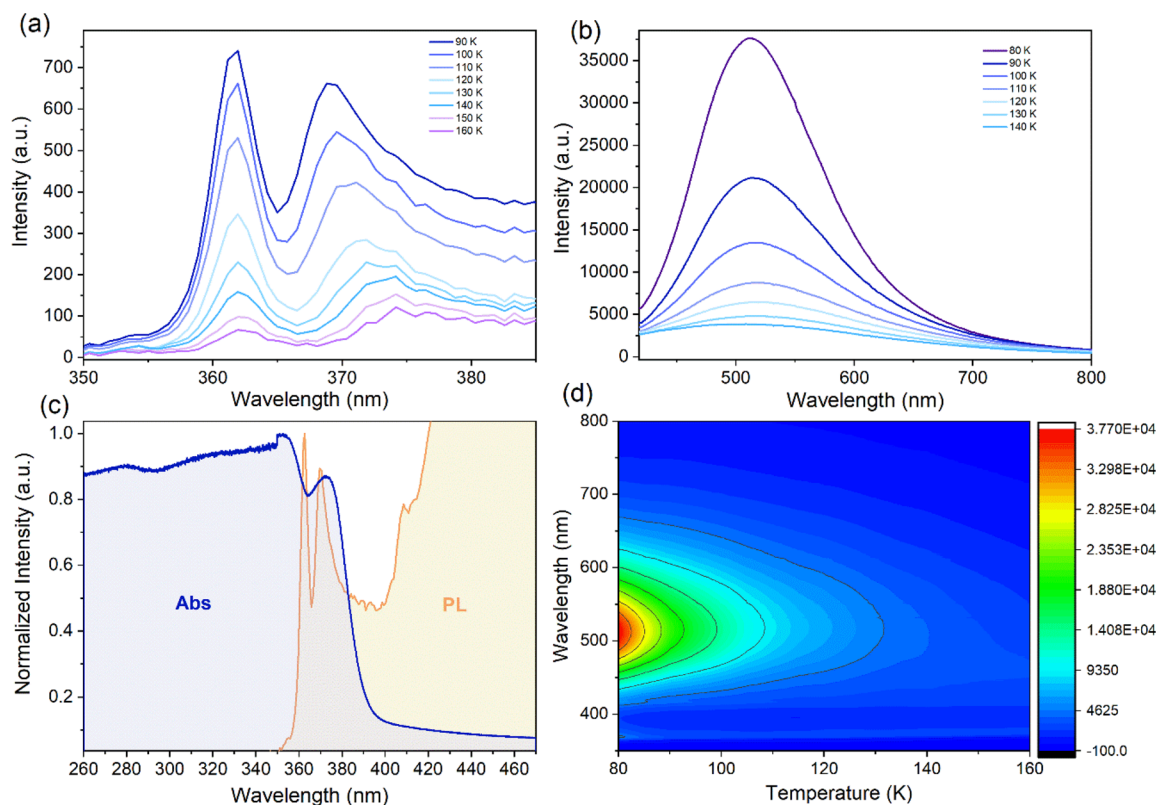 (a)
90 K
100 K
110 K
120 K
130 K
140 K
150 K
160 K
700
600
500
400
300
200
100
0
Intensity (a.u.)
350
360
370
380
Wavelength (nm)
(b)
80 K
90 K
100 K
110 K
120 K
130 K
140 K
35000
30000
25000
20000
15000
10000
5000
0
Intensity (a.u.)
500
600
700
800
Wavelength (nm)
(c)
1.0
0.8
0.6
0.4
0.2
Normalized Intensity (a.u.)
Abs
PL
260
280
300
320
340
360
380
400
420
440
460
Wavelength (nm)
(d)
800
700
600
500
400
Wavelength (nm)
80
100
120
140
160
Temperature (K)
3.770E+04
3.298E+04
2.825E+04
2.353E+04
1.880E+04
1.408E+04
9350
4625
-100.0